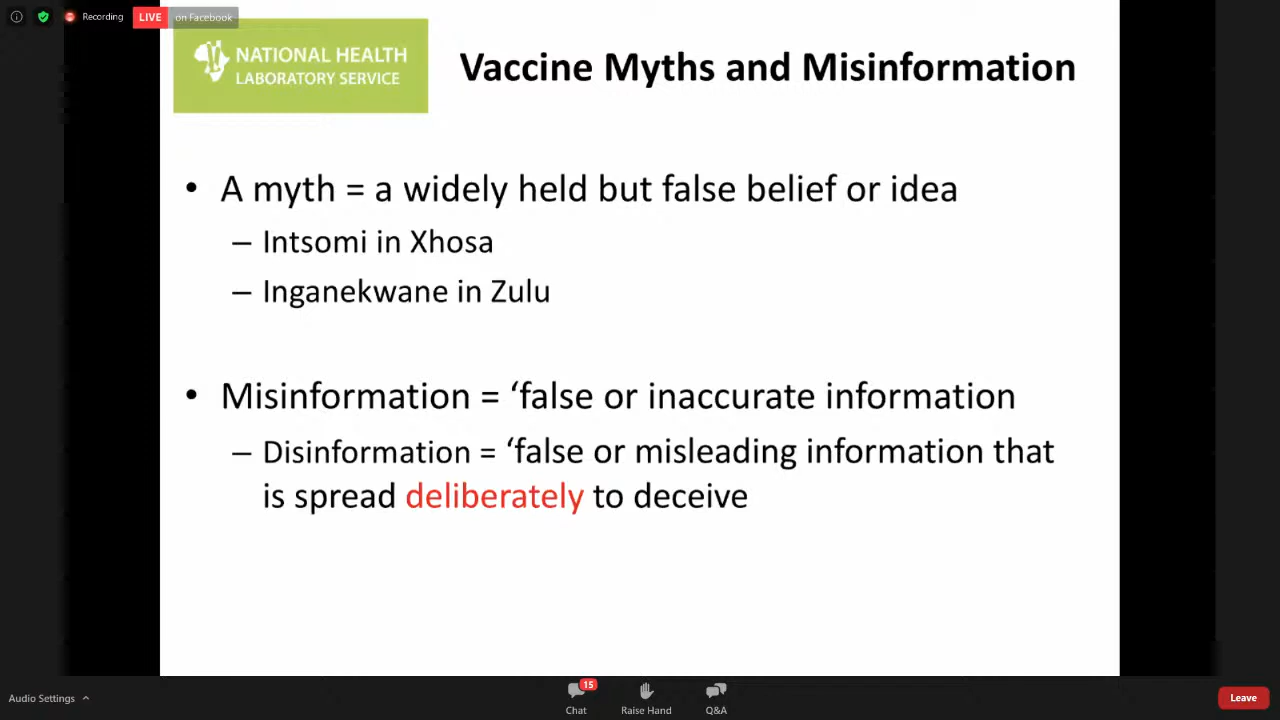 Recording
LIVE on Facebook
NATIONAL HEALTH
LABORATORY SERVICE
Vaccine Myths and Misinformation
• A myth = a widely held but false belief or idea
– Intsomi in Xhosa
– Inganekwane in Zulu
• Misinformation = ‘false or inaccurate information
– Disinformation = ‘false or misleading information that
is spread deliberately to deceive
Audio Settings
15
Chat
Raise Hand
Q&A
Leave